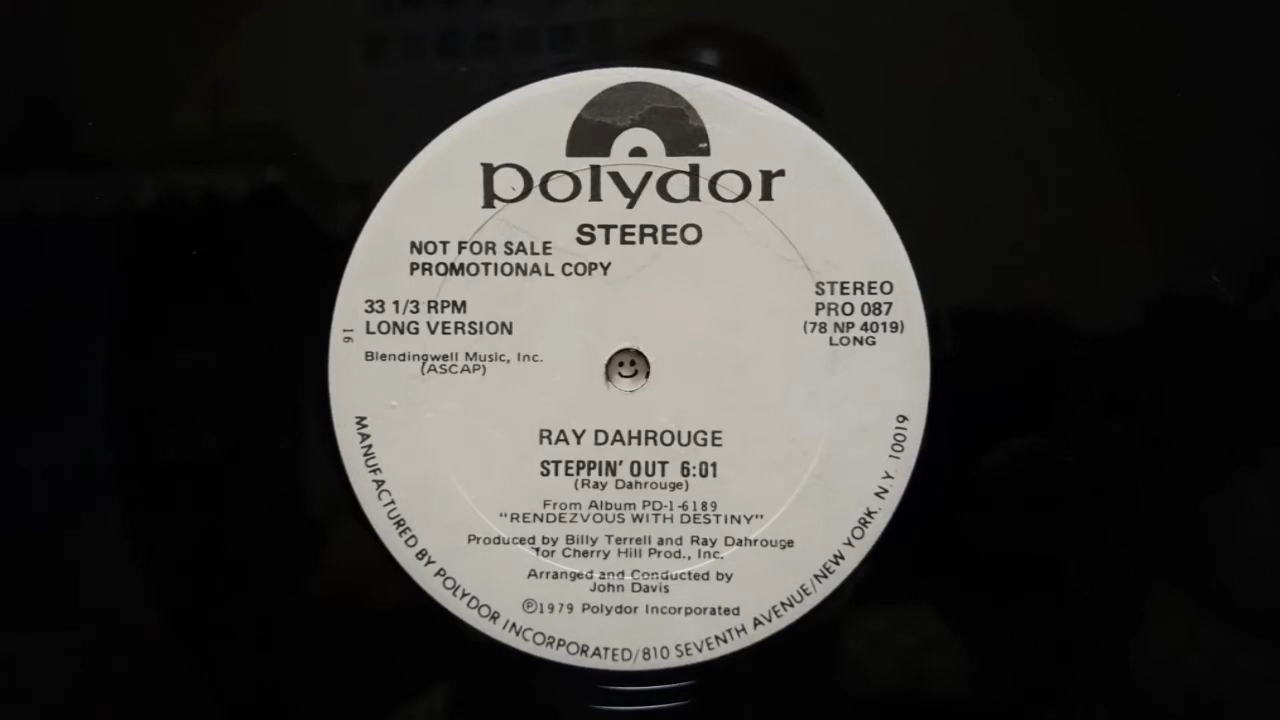 polydor
STEREO
NOT FOR SALE
PROMOTIONAL COPY
33 1/3 RPM
LONG VERSION
16
Blendingwell Music, Inc.
(ASCAP)
STEREO
PRO 087
(78 NP 4019)
LONG
RAY DAHROUGE
STEPPIN' OUT 6:01
(Ray Dahrouge)
From Album PD-1-6189
"RENDEZVOUS WITH DESTINY"
Produced by Billy Terrell and Ray Dahrouge
for Cherry Hill Prod., Inc.
Arranged and Conducted by
John Davis
℗1979 Polydor Incorporated
MANUFACTURED BY POLYDOR INCORPORATED/810 SEVENTH AVENUE/NEW YORK, N.Y. 10019